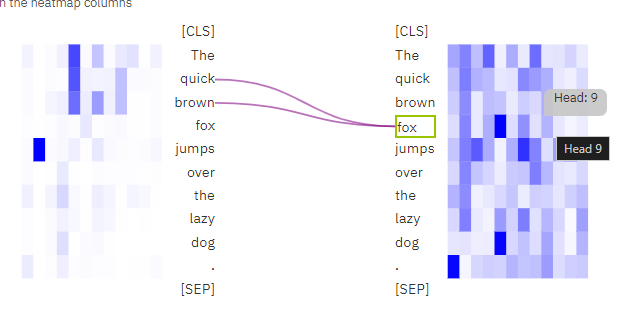 n the heatmap columns
[CLS] [CLS]
The The
quick quick
brown brown
Head: 9
fox fox
jumps jumps
Head 9
over over
the the
lazy lazy
dog dog
. .
[SEP] [SEP]